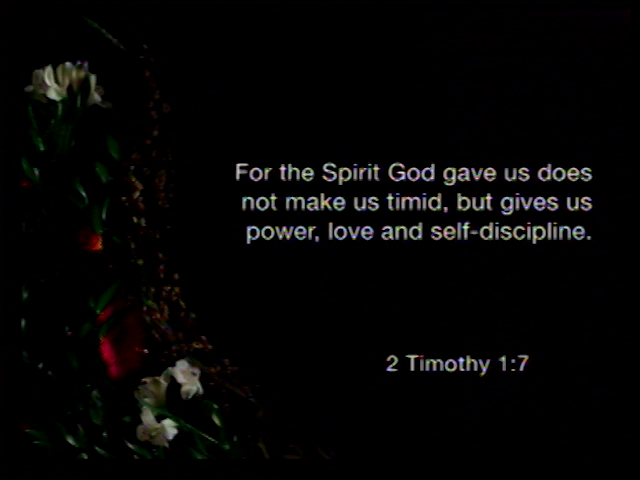 For the Spirit God gave us does
not make us timid, but gives us
power, love and self-discipline.
2 Timothy 1:7